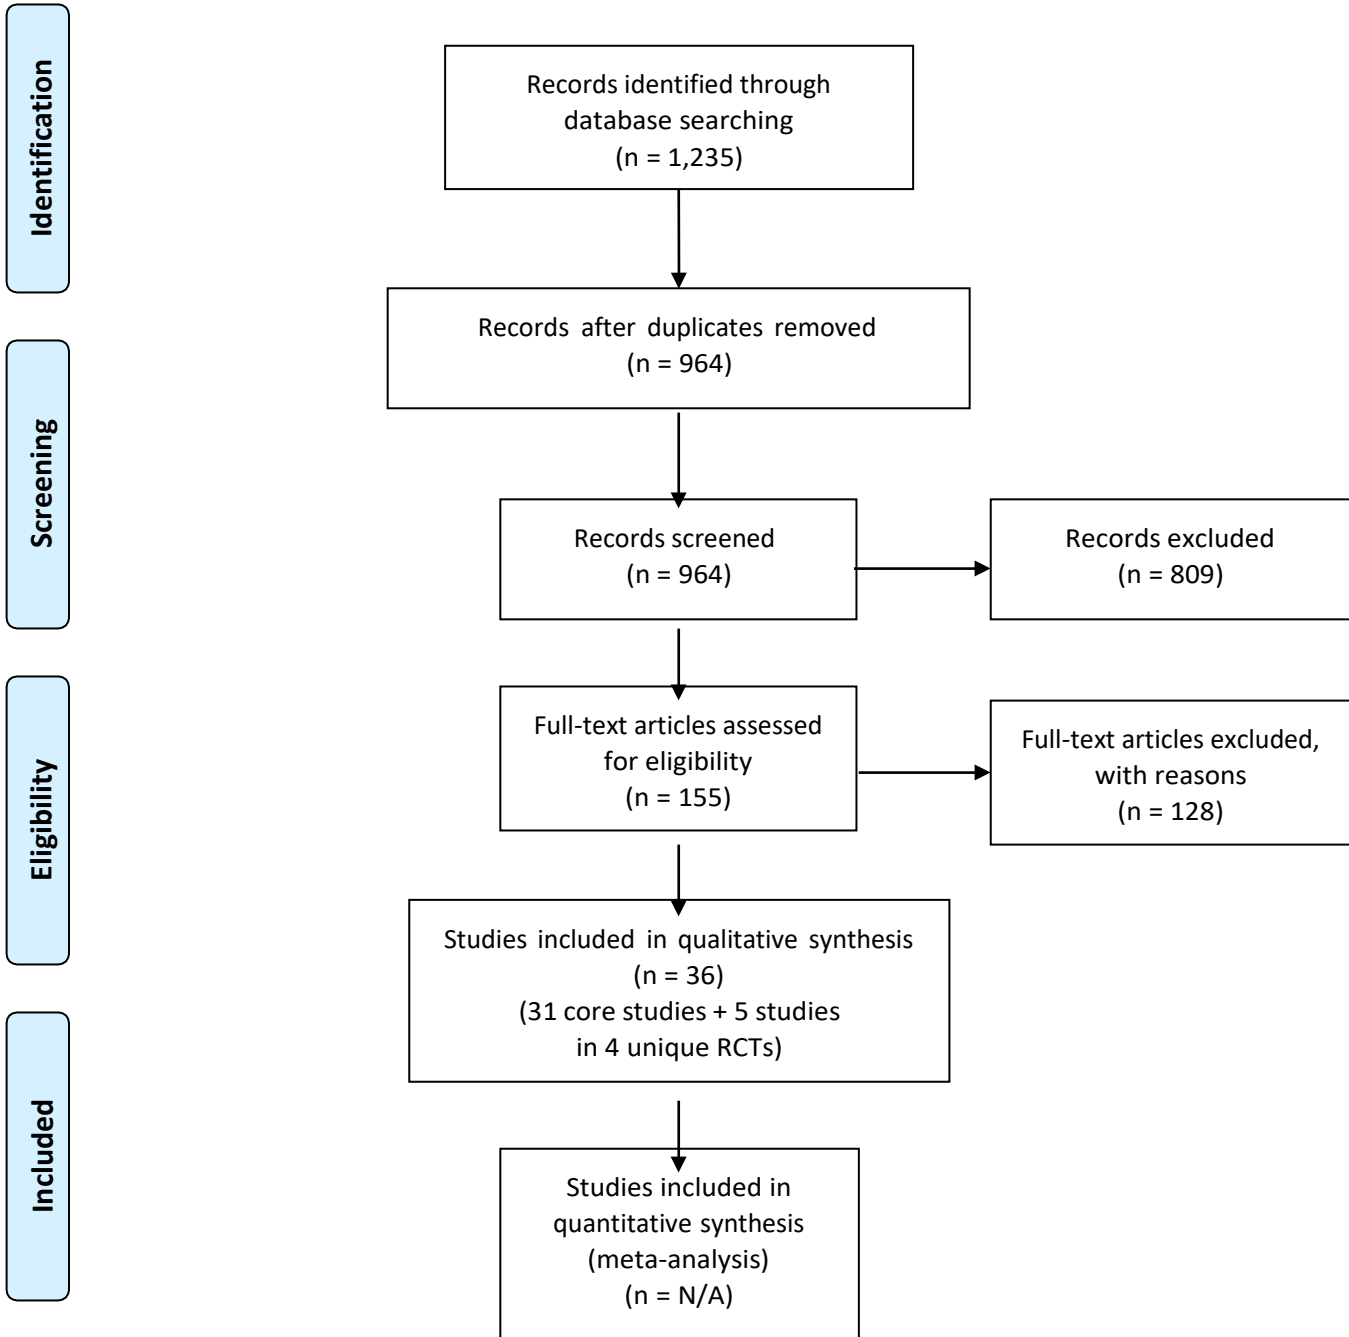 Identification
Records identified through
database searching
(n = 1,235)
Records after duplicates removed
(n = 964)
Screening
Records screened
(n = 964)
Records excluded
(n = 809)
Eligibility
Full-text articles assessed
for eligibility
(n = 155)
Full-text articles excluded,
with reasons
(n = 128)
Studies included in qualitative synthesis
(n = 36)
(31 core studies + 5 studies
in 4 unique RCTs)
Included
Studies included in
quantitative synthesis
(meta-analysis)
(n = N/A)